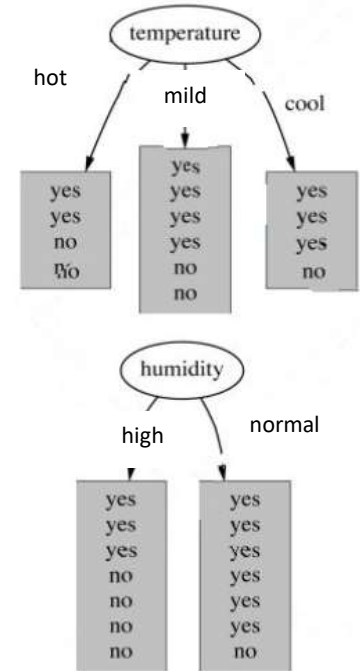 temperature
hot
mild
cool
yes
yes
no
no
yes
yes
yes
yes
no
no
yes
yes
yes
no
humidity
high
normal
yes
yes
yes
no
no
no
no
yes
yes
yes
yes
yes
yes
no